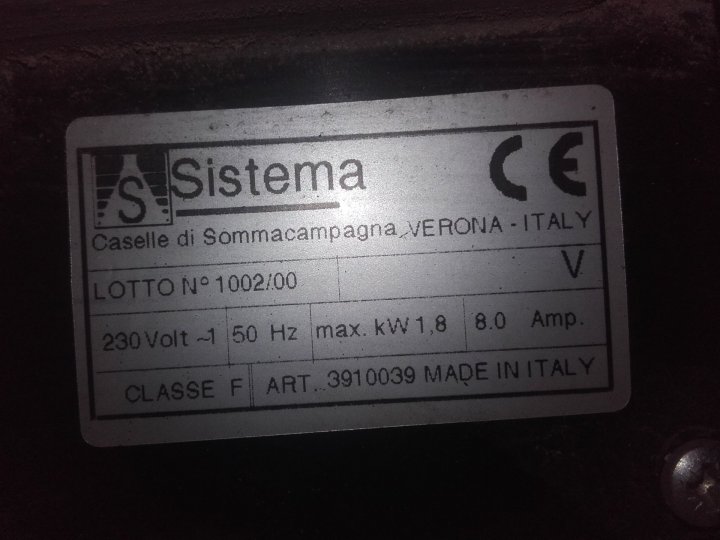 S Sistema CE
Caselle di Sommacampagna, VERONA - ITALY
LOTTO N° 1002/00 V
230 Volt ~1 50 Hz max. kW 1,8 8.0 Amp.
CLASSE F ART. 3910039 MADE IN ITALY